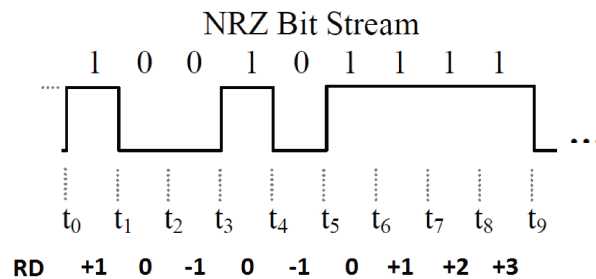 NRZ Bit Stream
1 0 0 1 0 1 1 1 1
...
t₀ t₁ t₂ t₃ t₄ t₅ t₆ t₇ t₈ t₉
RD +1 0 -1 0 -1 0 +1 +2 +3